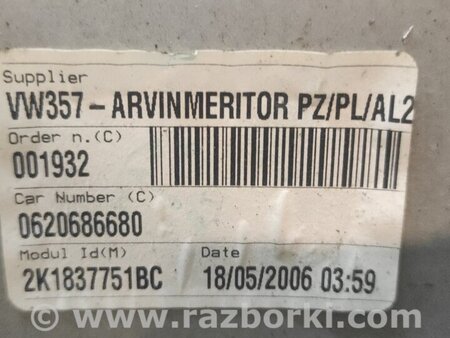 Supplier
VW357-ARVINMERITOR PZ/PL/AL2
Order n.(C)
001932
Car Number (C)
0620686680
Modul Id(M) Date
2K1837751BC 18/05/2006 03:59
www.razborki.com